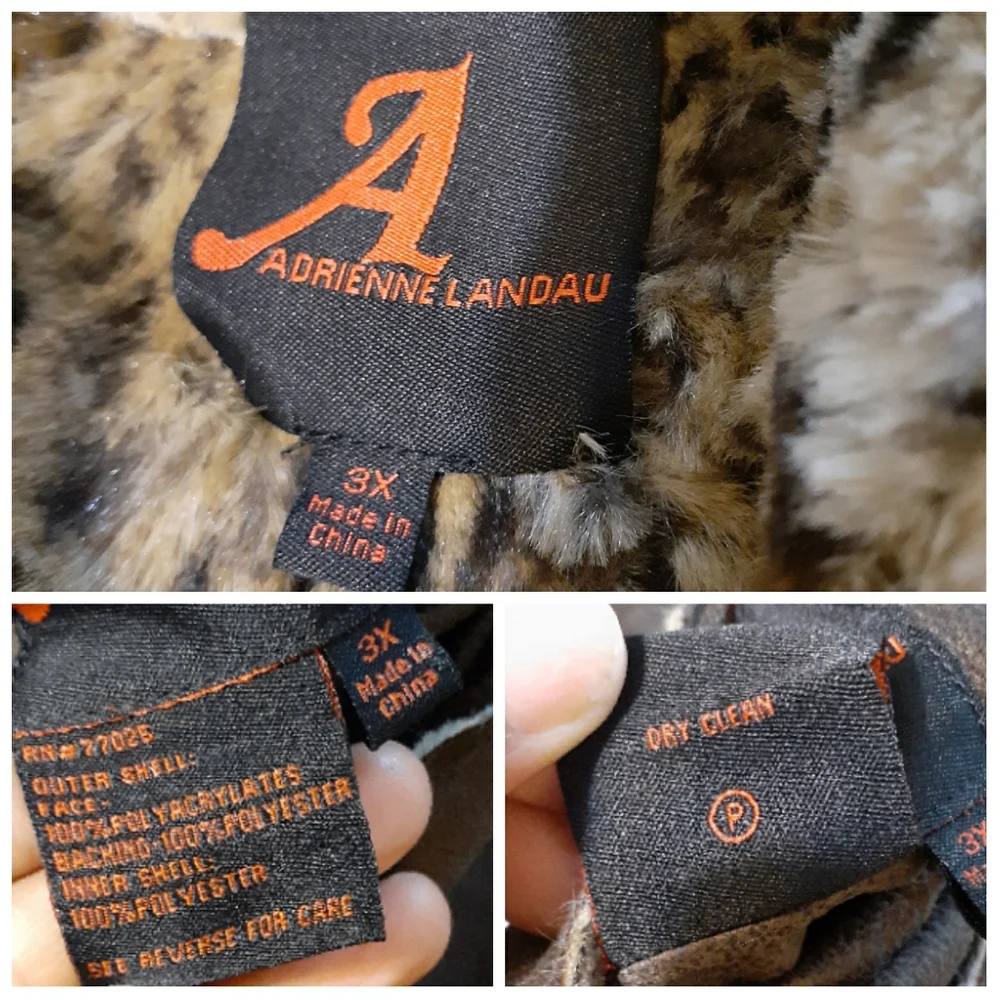 A
ADRIENNE LANDAU
3X
Made in
China
RN#77025
OUTER SHELL:
FACE:
100%POLYACRYLATES
BACKING:100%POLYESTER
INNER SHELL:
100%POLYESTER
SEE REVERSE FOR CARE
3X
Made in
China
DRY CLEAN
P
3X